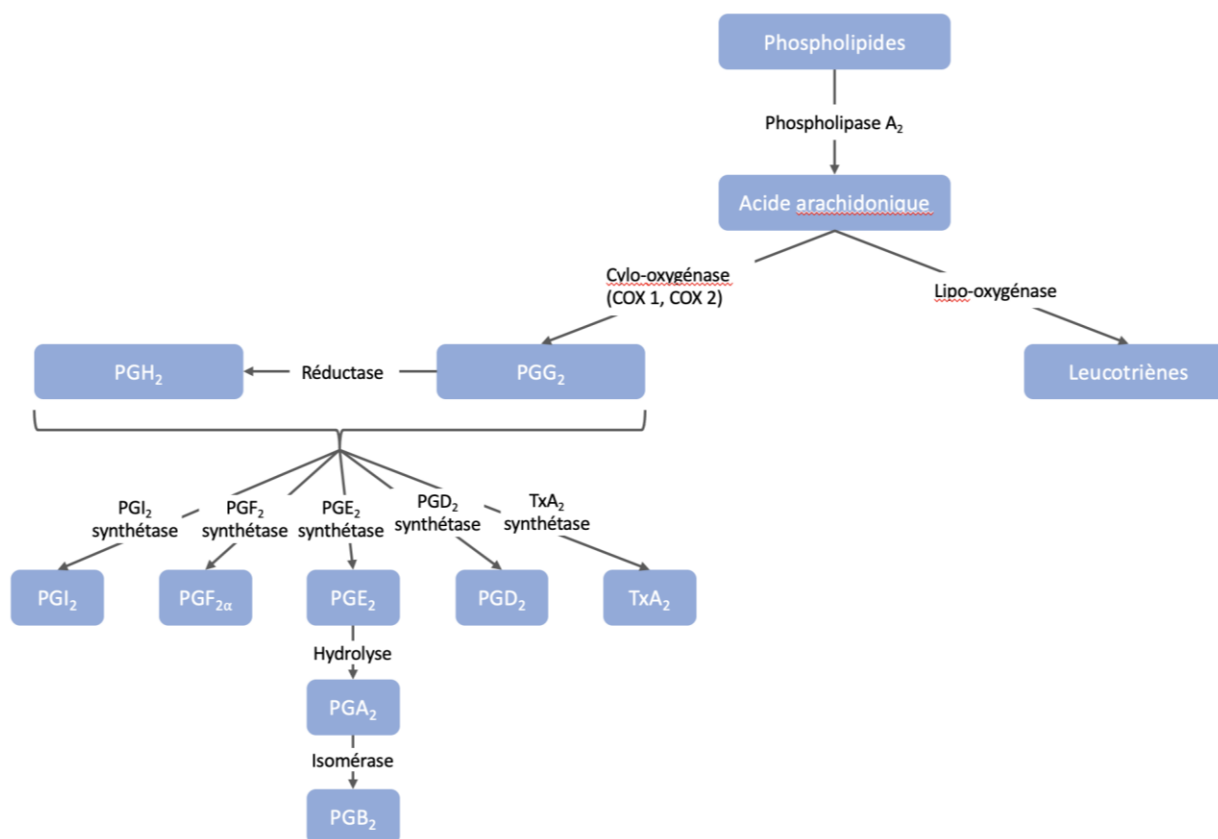 Phospholipides
Phospholipase A₂
Acide arachidonique
Cylo-oxygénase
(COX 1, COX 2)
Lipo-oxygénase
PGH₂
Réductase
PGG₂
Leucotriènes
PGI₂
synthétase
PGF₂
synthétase
PGE₂
synthétase
PGD₂
synthétase
TxA₂
synthétase
PGI₂
PGF₂α
PGE₂
PGD₂
TxA₂
Hydrolyse
PGA₂
Isomérase
PGB₂